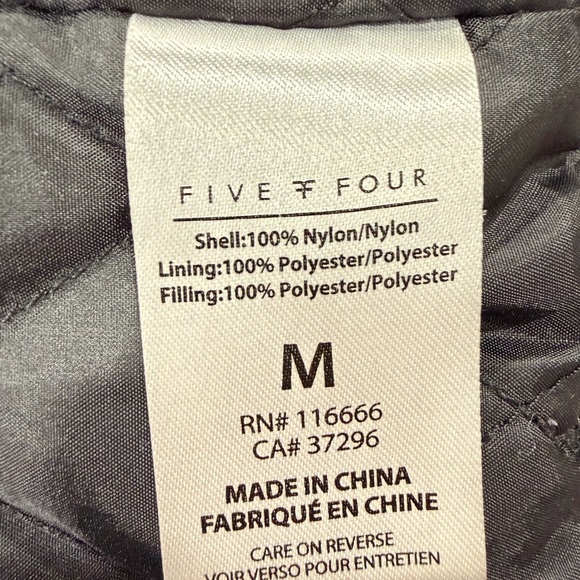 FIVE FOUR
Shell:100% Nylon/Nylon
Lining:100% Polyester/Polyester
Filling:100% Polyester/Polyester
M
RN# 116666
CA# 37296
MADE IN CHINA
FABRIQUÉ EN CHINE
CARE ON REVERSE
VOIR VERSO POUR ENTRETIEN